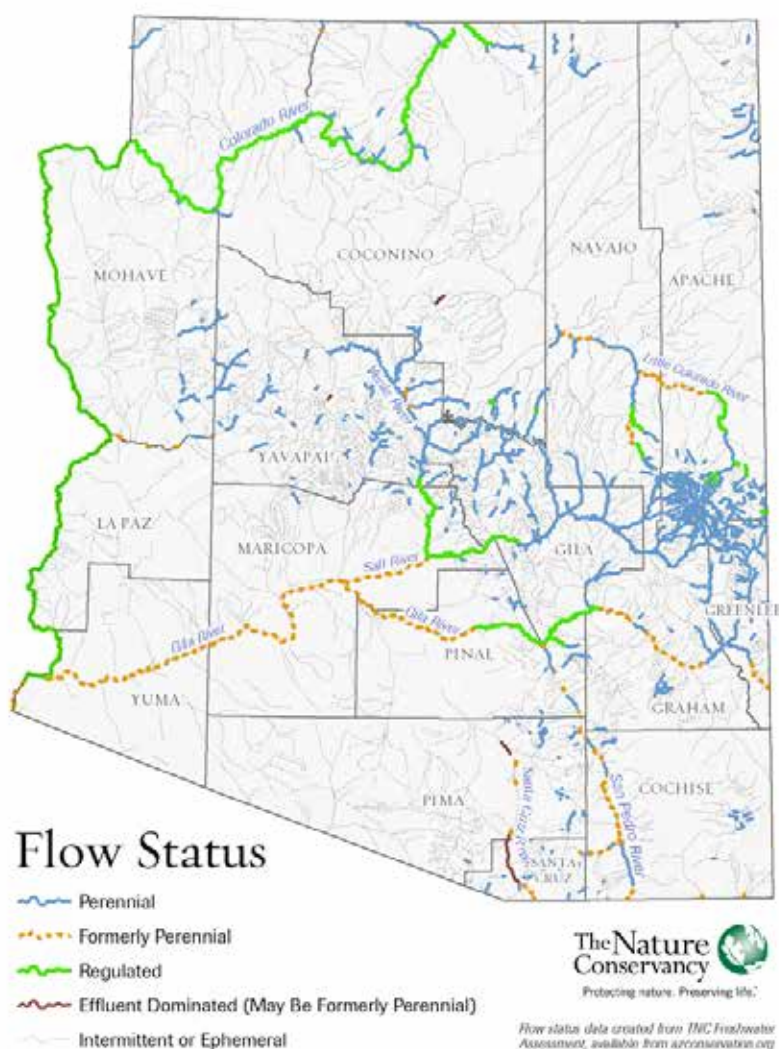 Colorado River
COCONINO
NAVAJO
MOHAVE
APACHE
Little Colorado River
Verde River
YAVAPAI
LA PAZ
MARICOPA
Salt River
GILA
GREENLEE
Gila River
Gila River
PINAL
YUMA
GRAHAM
Santa Cruz River
San Pedro River
COCHISE
PIMA
SANTA
CRUZ
Flow Status
Perennial
Formerly Perennial
Regulated
Effluent Dominated (May Be Formerly Perennial)
Intermittent or Ephemeral
The Nature
Conservancy
Protecting nature. Preserving life.
Flow status data created from TNC Freshwater
Assessment, available from azconservation.org